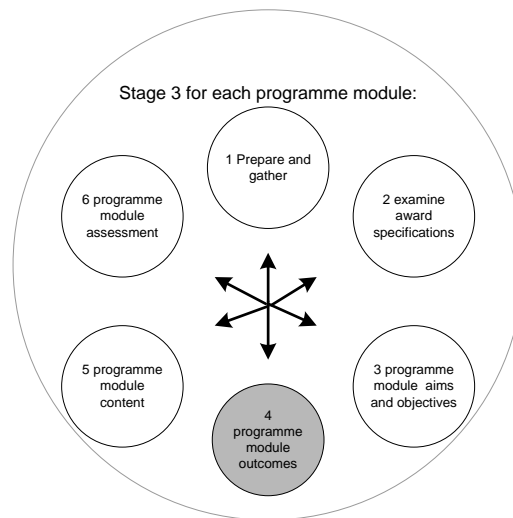 Stage 3 for each programme module:
1 Prepare and
gather
2 examine
award
specifications
3 programme
module aims
and objectives
4
programme
module
outcomes
5 programme
module
content
6 programme
module
assessment